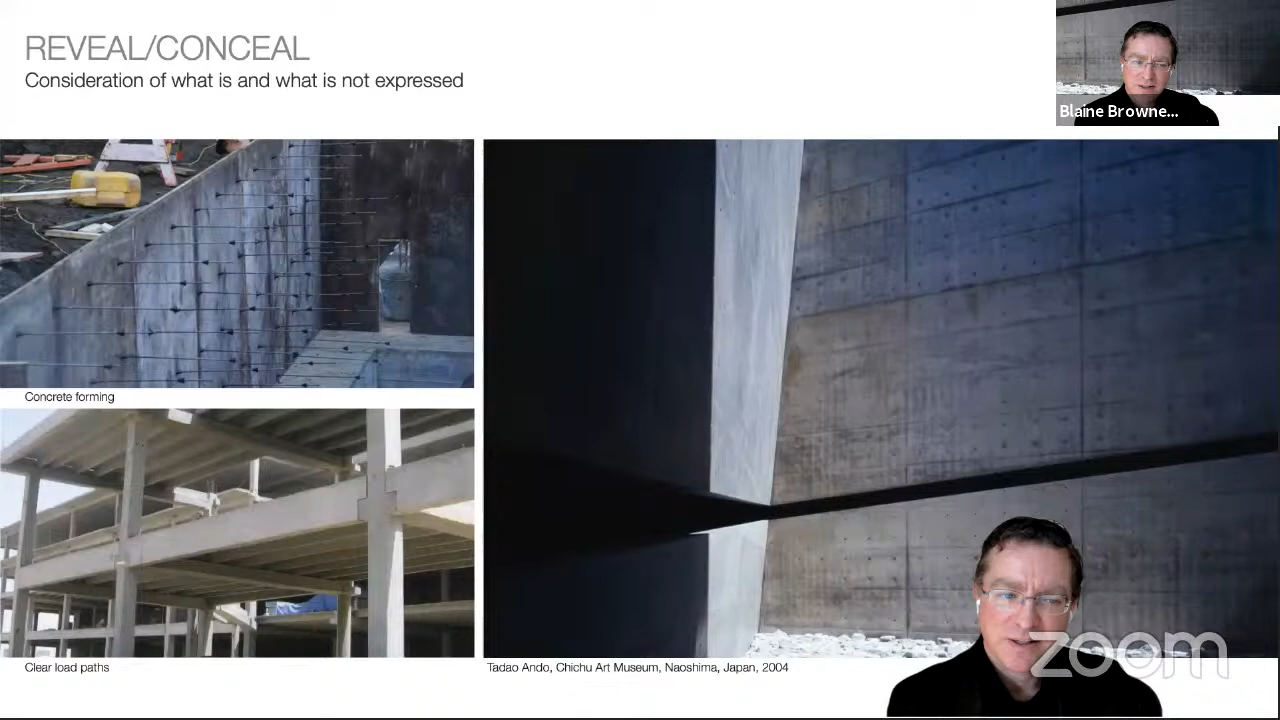 REVEAL/CONCEAL
Consideration of what is and what is not expressed
Blaine Browne...
Concrete forming
Clear load paths
Tadao Ando, Chichu Art Museum, Naoshima, Japan, 2004
zoom